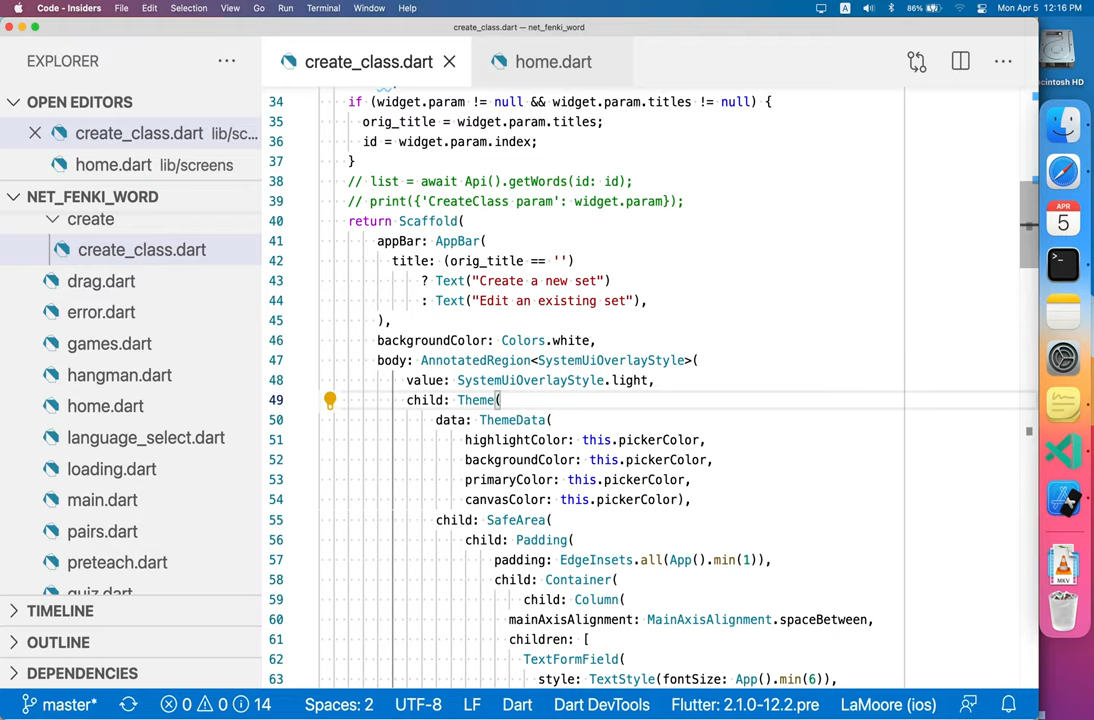 Code - Insiders File Edit Selection View Go Run Terminal Window Help A 86% Mon Apr 5 12:16 PM
create_class.dart — net_fenki_word
EXPLORER ...
create_class.dart
home.dart
...
OPEN EDITORS
create_class.dart lib/sc...
home.dart lib/screens
NET_FENKI_WORD
create
create_class.dart
drag.dart
error.dart
games.dart
hangman.dart
home.dart
language_select.dart
loading.dart
main.dart
pairs.dart
preteach.dart
quiz.dart
TIMELINE
OUTLINE
DEPENDENCIES
34 if (widget.param != null && widget.param.titles != null) {
35 orig_title = widget.param.titles;
36 id = widget.param.index;
37 }
38 // list = await Api().getWords(id: id);
39 // print({'CreateClass param': widget.param});
40 return Scaffold(
41 appBar: AppBar(
42 title: (orig_title == '')
43 ? Text("Create a new set")
44 : Text("Edit an existing set"),
45 ),
46 backgroundColor: Colors.white,
47 body: AnnotatedRegion<SystemUiOverlayStyle>(
48 value: SystemUiOverlayStyle.light,
49 child: Theme(
50 data: ThemeData(
51 highlightColor: this.pickerColor,
52 backgroundColor: this.pickerColor,
53 primaryColor: this.pickerColor,
54 canvasColor: this.pickerColor),
55 child: SafeArea(
56 child: Padding(
57 padding: EdgeInsets.all(App().min(1)),
58 child: Container(
59 child: Column(
60 mainAxisAlignment: MainAxisAlignment.spaceBetween,
61 children: [
62 TextFormField(
63 style: TextStyle(fontSize: App().min(6)),
acintosh HD
APR
5
MKV
master* 0 0 14 Spaces: 2 UTF-8 LF Dart Dart DevTools Flutter: 2.1.0-12.2.pre LaMoore (ios)